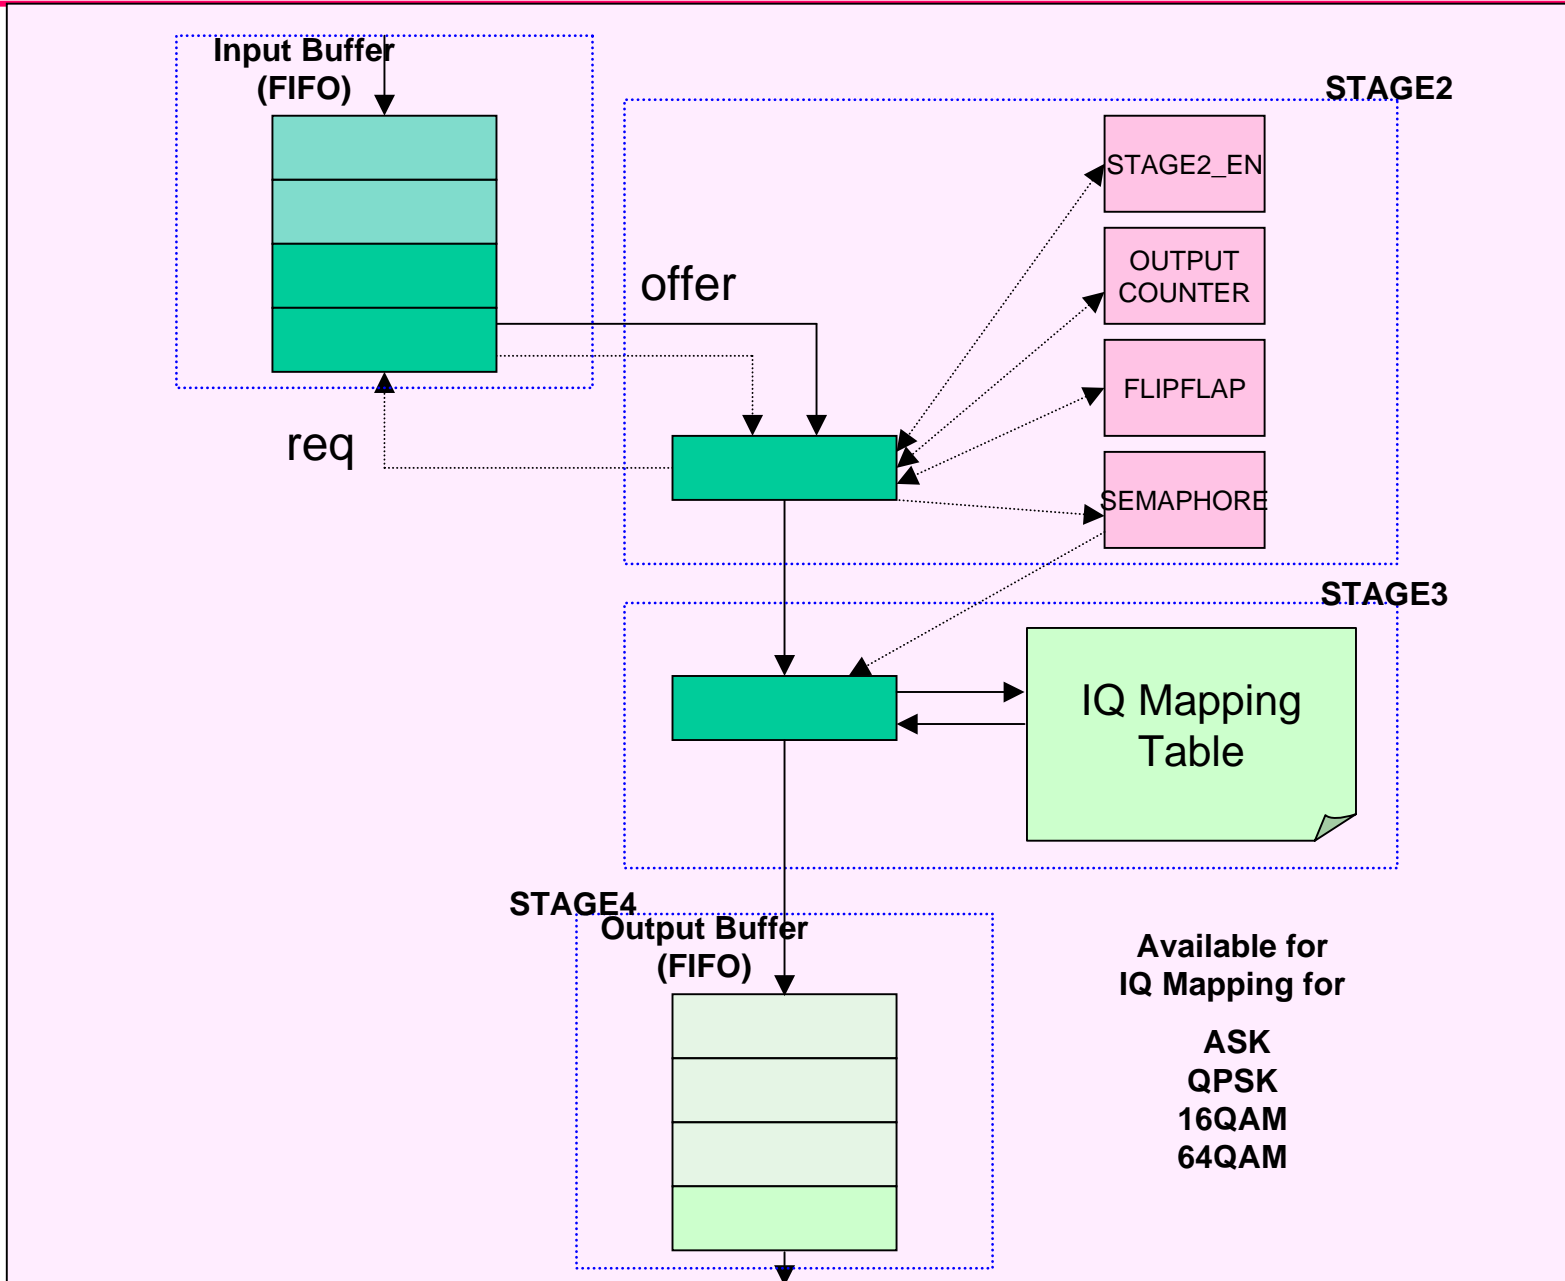 Input Buffer
(FIFO)
STAGE2
STAGE2_EN
OUTPUT
COUNTER
offer
FLIPFLAP
req
SEMAPHORE
STAGE3
IQ Mapping
Table
STAGE4
Output Buffer
(FIFO)
Available for
IQ Mapping for
ASK
QPSK
16QAM
64QAM